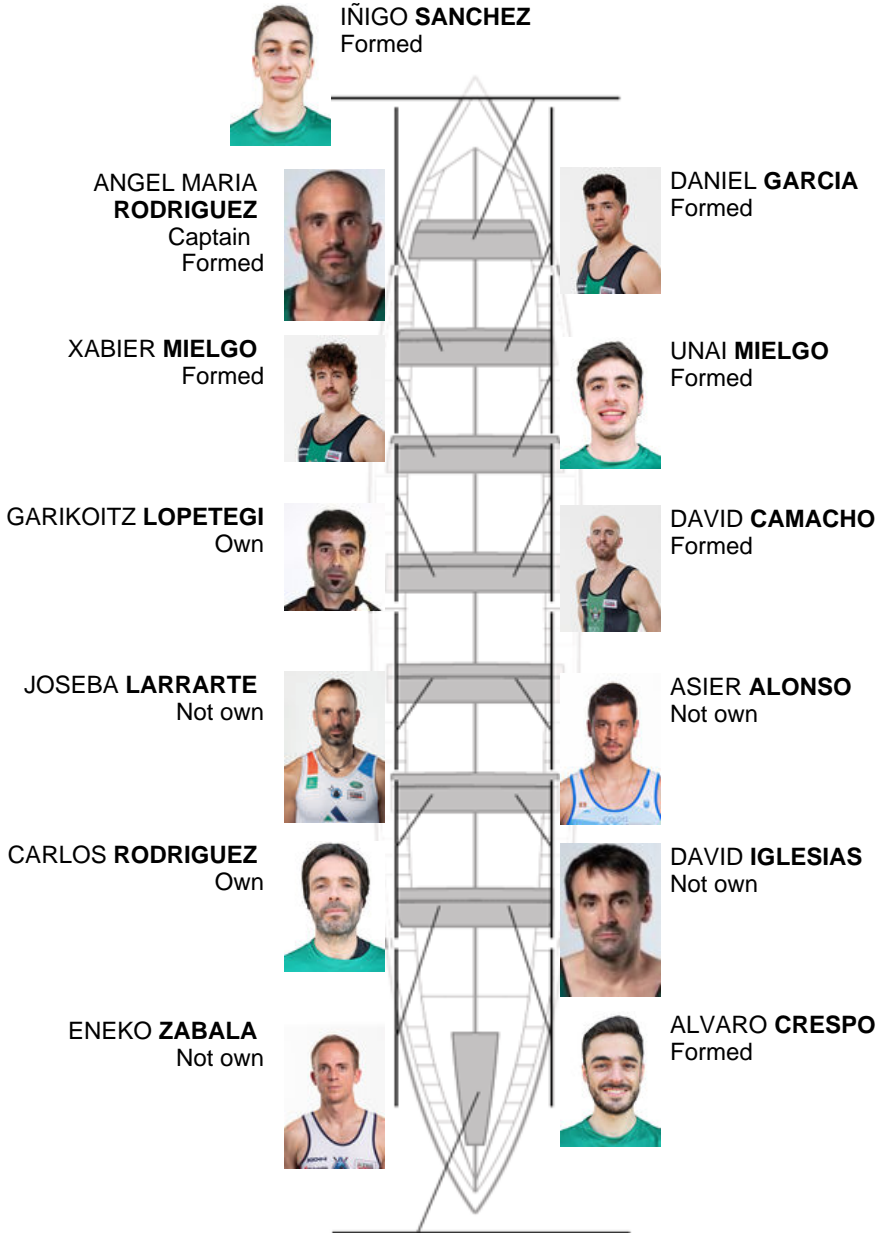 IÑIGO SANCHEZ
Formed
ANGEL MARIA
RODRIGUEZ
Captain
Formed
DANIEL GARCIA
Formed
XABIER MIELGO
Formed
UNAI MIELGO
Formed
GARIKOITZ LOPETEGI
Own
DAVID CAMACHO
Formed
JOSEBA LARRARTE
Not own
ASIER ALONSO
Not own
CARLOS RODRIGUEZ
Own
DAVID IGLESIAS
Not own
ENEKO ZABALA
Not own
ALVARO CRESPO
Formed